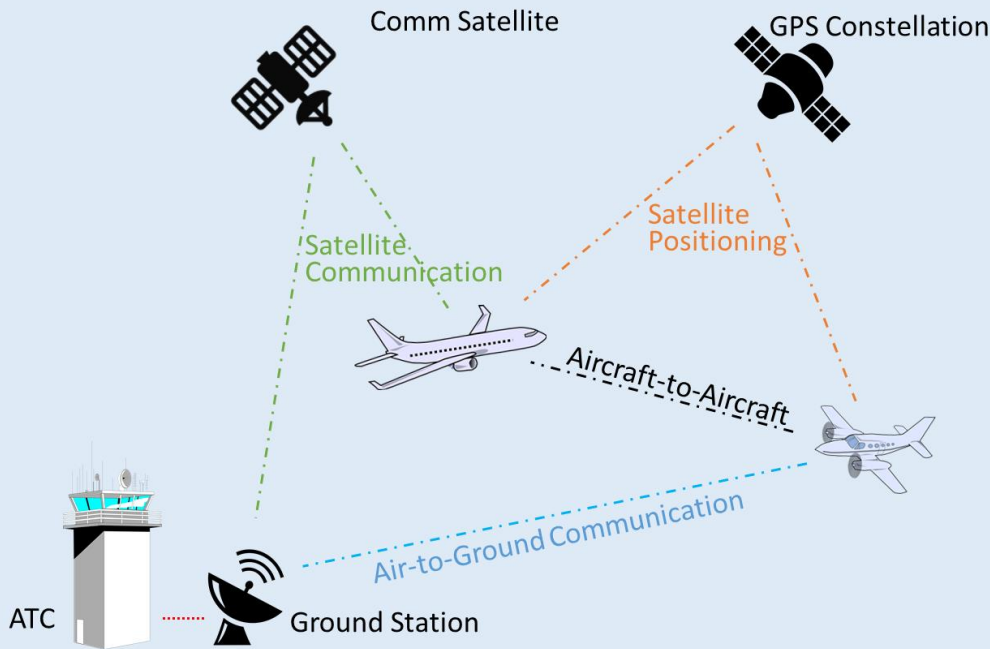 Comm Satellite
GPS Constellation
Satellite
Positioning
Satellite
Communication
Aircraft-to-Aircraft
Air-to-Ground Communication
ATC
Ground Station